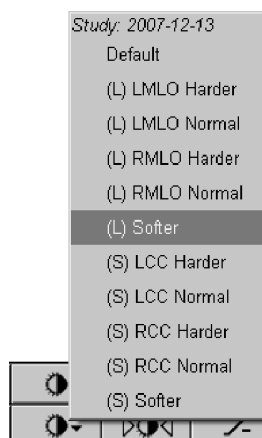 Study: 2007-12-13
Default
(L) LMLO Harder
(L) LMLO Normal
(L) RMLO Harder
(L) RMLO Normal
(L) Softer
(S) LCC Harder
(S) LCC Normal
(S) RCC Harder
(S) RCC Normal
(S) Softer